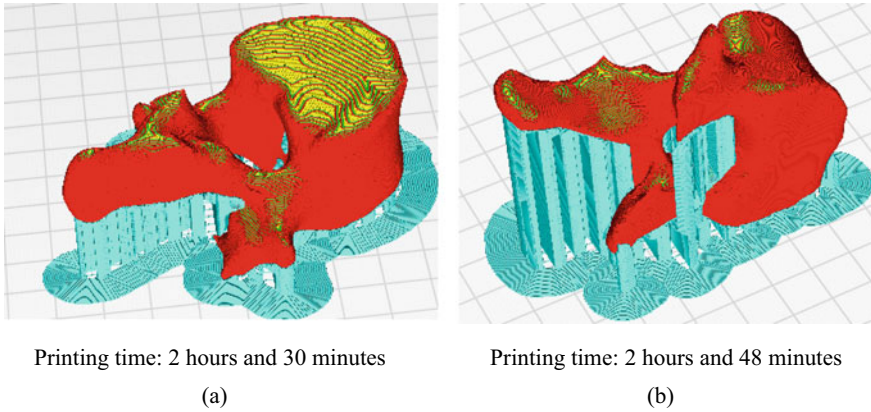 Printing time: 2 hours and 30 minutes
Printing time: 2 hours and 48 minutes
(a)
(b)